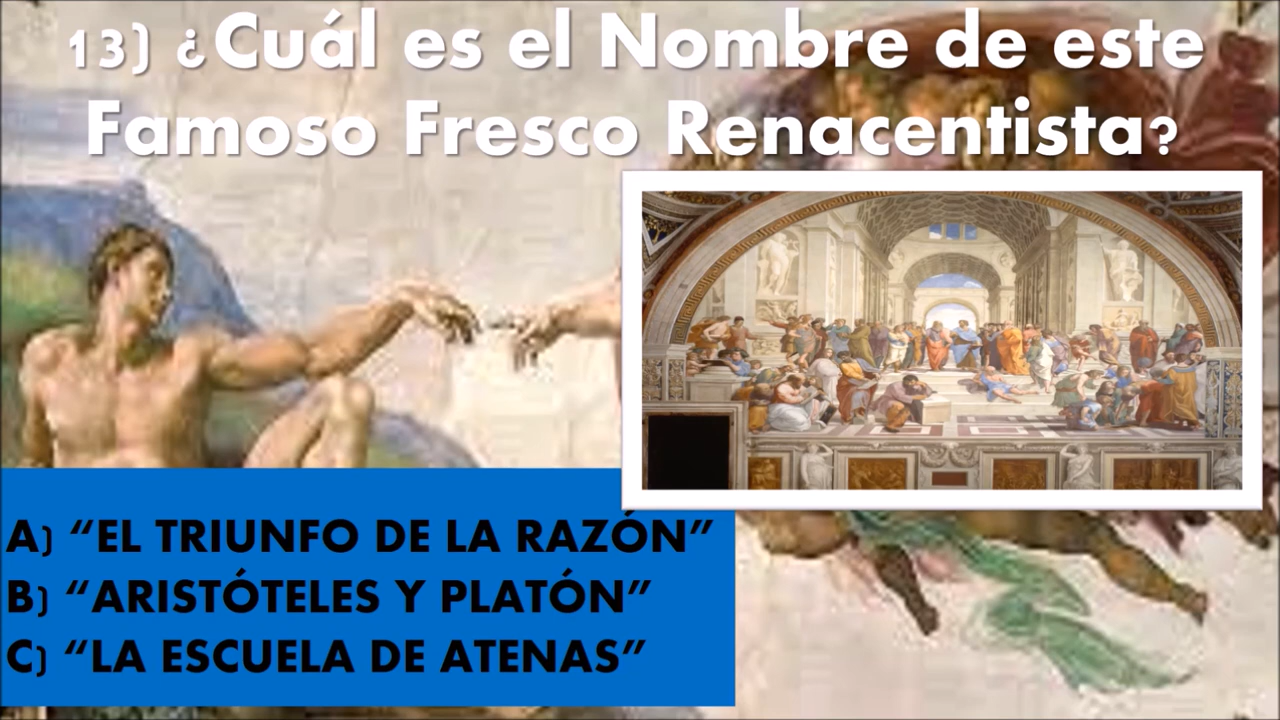 13) ¿Cuál es el Nombre de este
Famoso Fresco Renacentista?
A) “EL TRIUNFO DE LA RAZÓN”
B) “ARISTÓTELES Y PLATÓN”
C) “LA ESCUELA DE ATENAS”